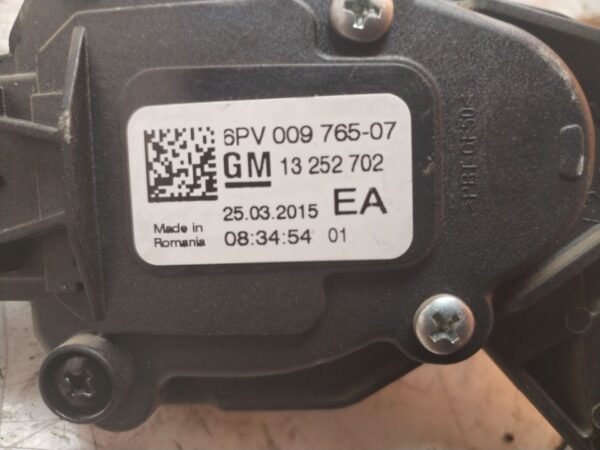 6PV 009 765-07
GM 13 252 702
25.03.2015 EA
Made in
Romania
08:34:54 01